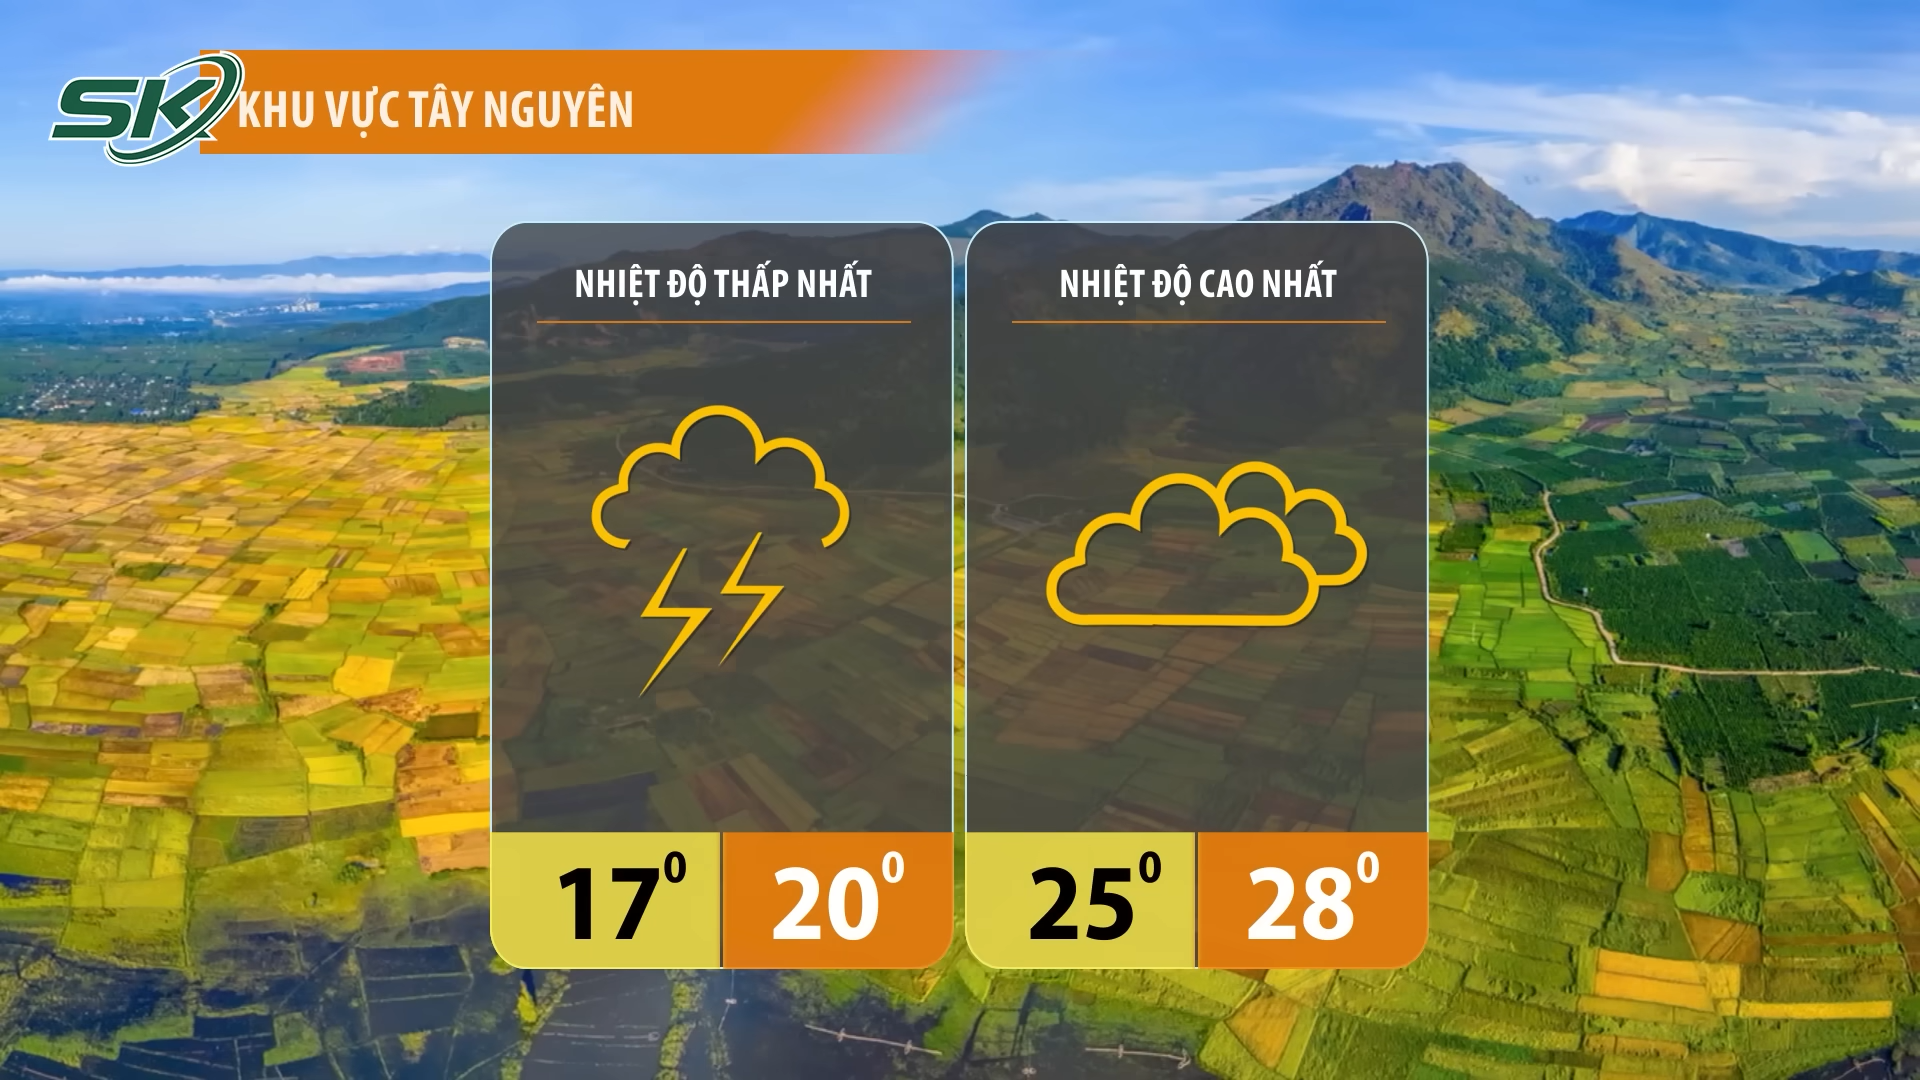 SK
KHU VỰC TÂY NGUYÊN
NHIỆT ĐỘ THẤP NHẤT
NHIỆT ĐỘ CAO NHẤT
17⁰ 20⁰
25⁰ 28⁰